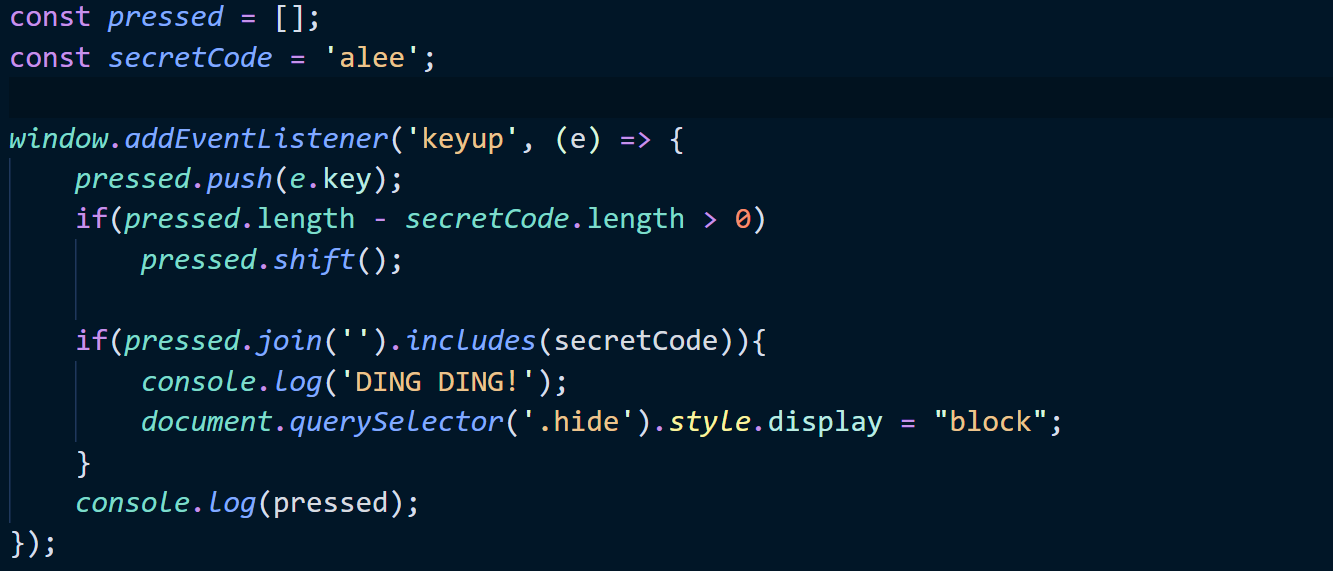 const pressed = [];
const secretCode = 'alee';

window.addEventListener('keyup', (e) => {
    pressed.push(e.key);
    if(pressed.length - secretCode.length > 0)
        pressed.shift();

    if(pressed.join('').includes(secretCode)){
        console.log('DING DING!');
        document.querySelector('.hide').style.display = "block";
    }
    console.log(pressed);
});